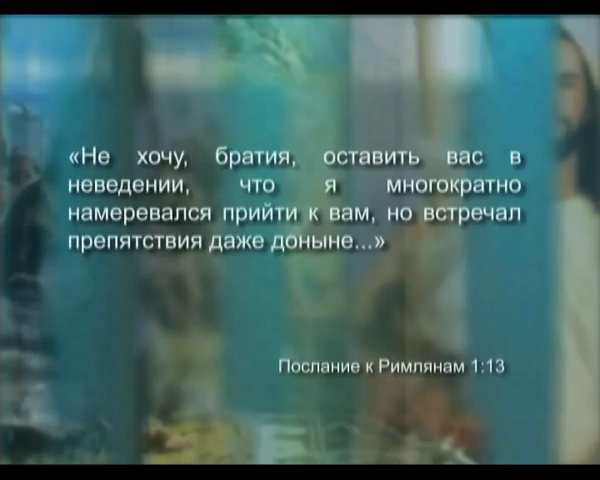 «Не хочу, братия, оставить вас в
неведении, что я многократно
намеревался прийти к вам, но встречал
препятствия даже доныне...»
Послание к Римлянам 1:13